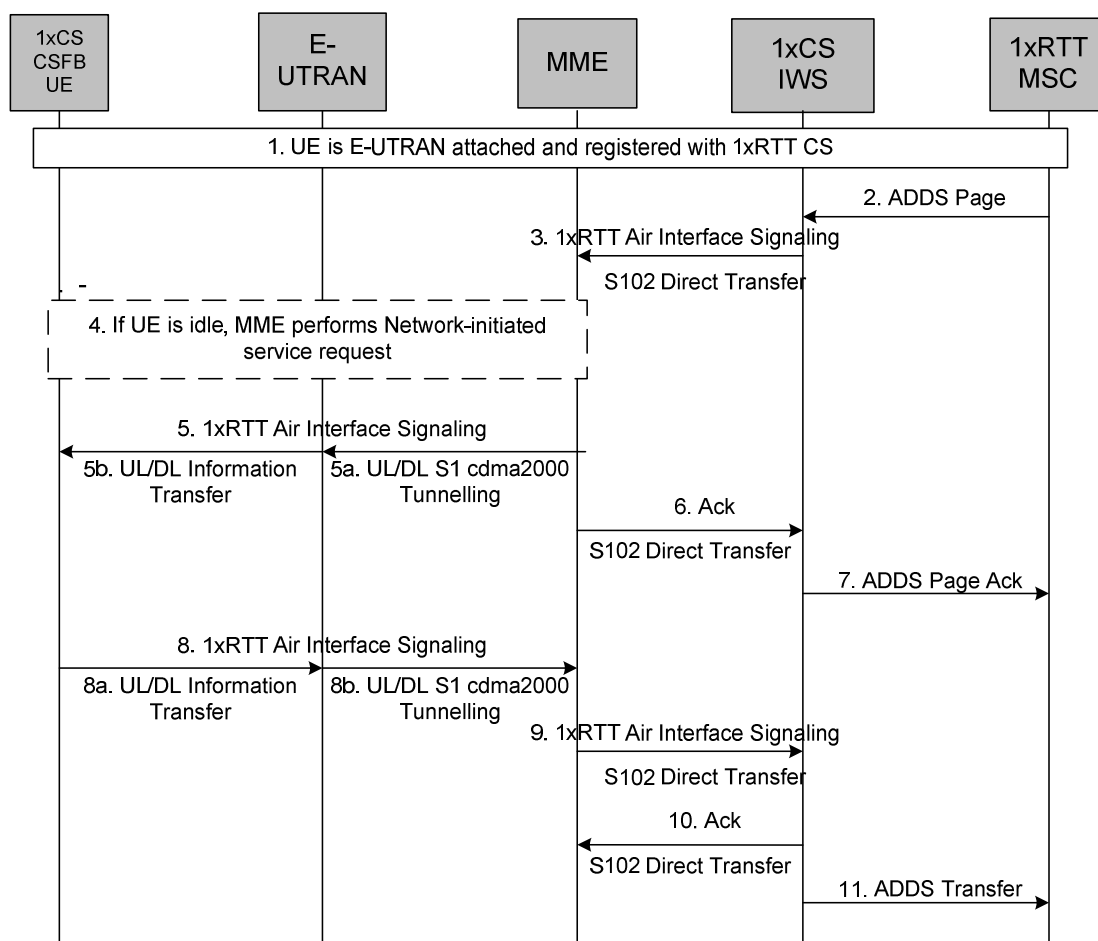 1xCS
CSFB
UE
E-
UTRAN
MME
1xCS
IWS
1xRTT
MSC
1. UE is E-UTRAN attached and registered with 1xRTT CS
2. ADDS Page
3. 1xRTT Air Interface Signaling
S102 Direct Transfer
4. If UE is idle, MME performs Network-initiated
service request
5. 1xRTT Air Interface Signaling
5b. UL/DL Information
Transfer
5a. UL/DL S1 cdma2000
Tunnelling
6. Ack
S102 Direct Transfer
7. ADDS Page Ack
8. 1xRTT Air Interface Signaling
8a. UL/DL Information
Transfer
8b. UL/DL S1 cdma2000
Tunnelling
9. 1xRTT Air Interface Signaling
S102 Direct Transfer
10. Ack
S102 Direct Transfer
11. ADDS Transfer